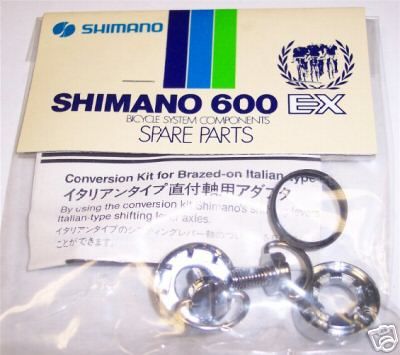 SHIMANO
SHIMANO 600 EX
BICYCLE SYSTEM COMPONENTS
SPARE PARTS
Conversion Kit for Brazed-on Italian-type
イタリアンタイプ直付軸用アダプタ
By using the conversion kit Shimano's levers
Italian-type shifting lever axles.
イタリアンタイプの
ことができます。